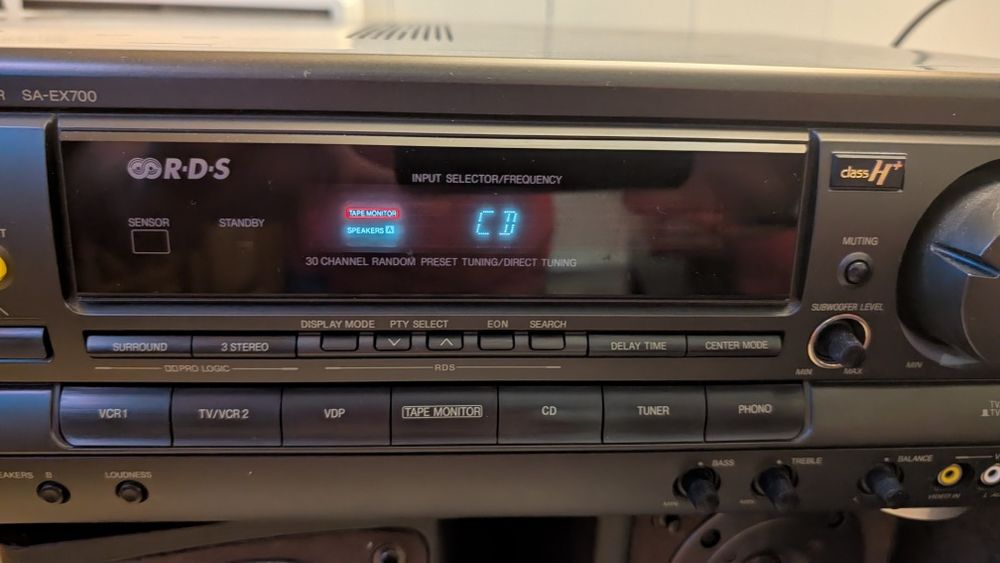 R SA-EX700
R·D·S
class H+
INPUT SELECTOR/FREQUENCY
TAPE MONITOR
CD
SPEAKERS A
SENSOR
STANDBY
30 CHANNEL RANDOM PRESET TUNING/DIRECT TUNING
MUTING
SUBWOOFER LEVEL
MIN
MAX
MIN
DISPLAY MODE PTY SELECT EON SEARCH
SURROUND 3 STEREO DELAY TIME CENTER MODE
PRO LOGIC
RDS
VCR1 TV/VCR2 VDP TAPE MONITOR CD TUNER PHONO
TV
TV
EAKERS B LOUDNESS
BASS TREBLE BALANCE
MIN
VIDEO IN
L